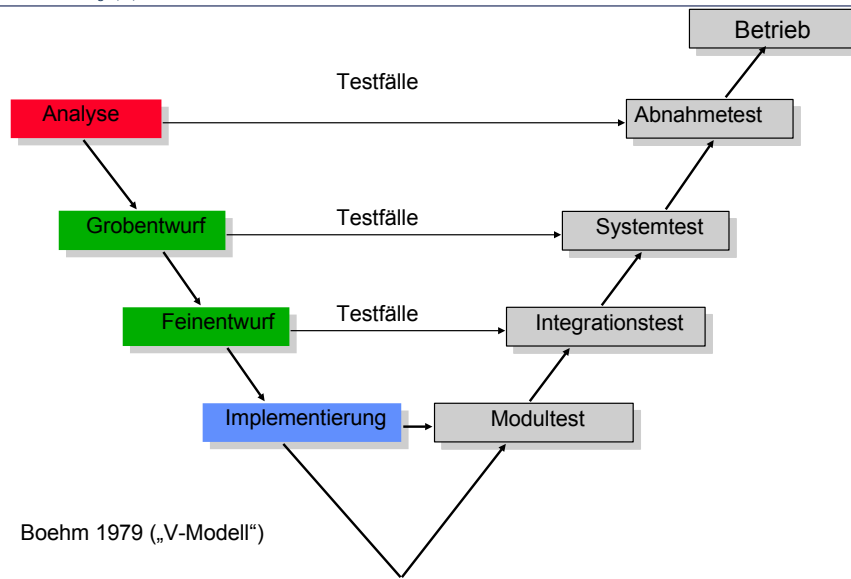 Betrieb
Testfälle
Analyse
Abnahmetest
Testfälle
Grobentwurf
Systemtest
Testfälle
Feinentwurf
Integrationstest
Implementierung
Modultest
Boehm 1979 („V-Modell“)